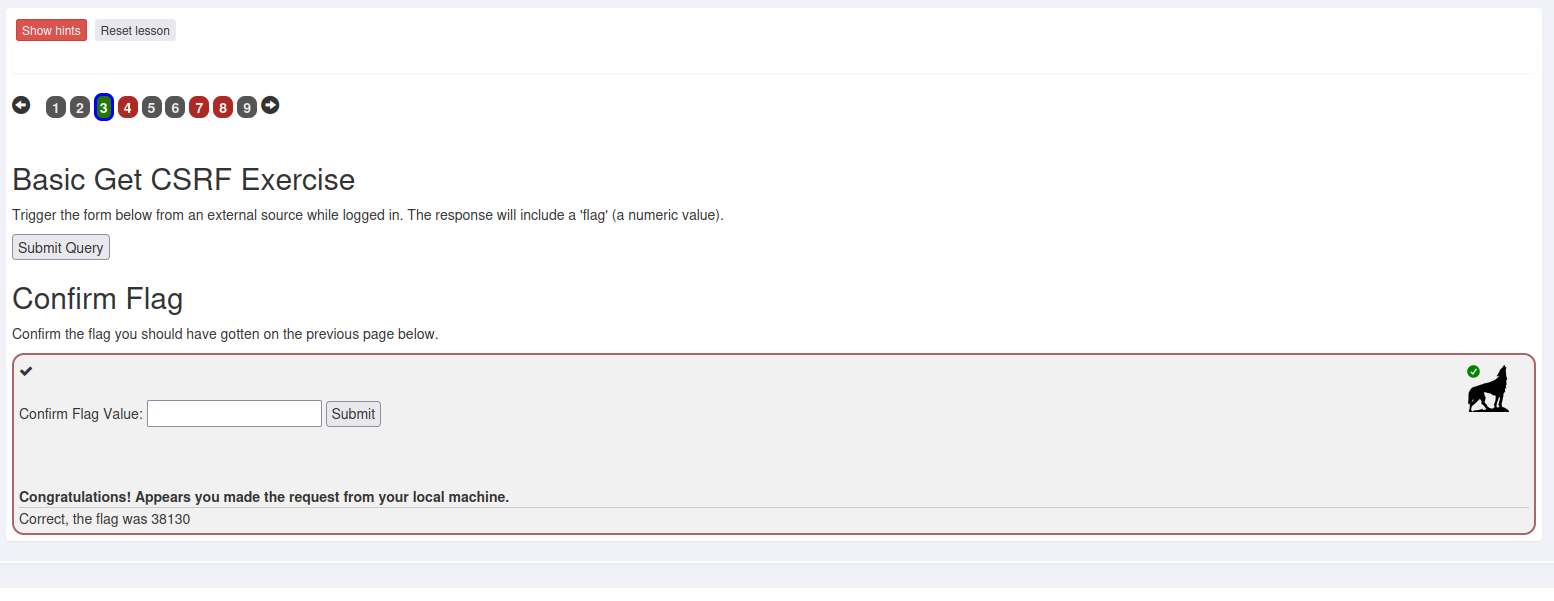 Show hints Reset lesson
1 2 3 4 5 6 7 8 9
Basic Get CSRF Exercise
Trigger the form below from an external source while logged in. The response will include a 'flag' (a numeric value).
Submit Query
Confirm Flag
Confirm the flag you should have gotten on the previous page below.
Confirm Flag Value: Submit
Congratulations! Appears you made the request from your local machine.
Correct, the flag was 38130